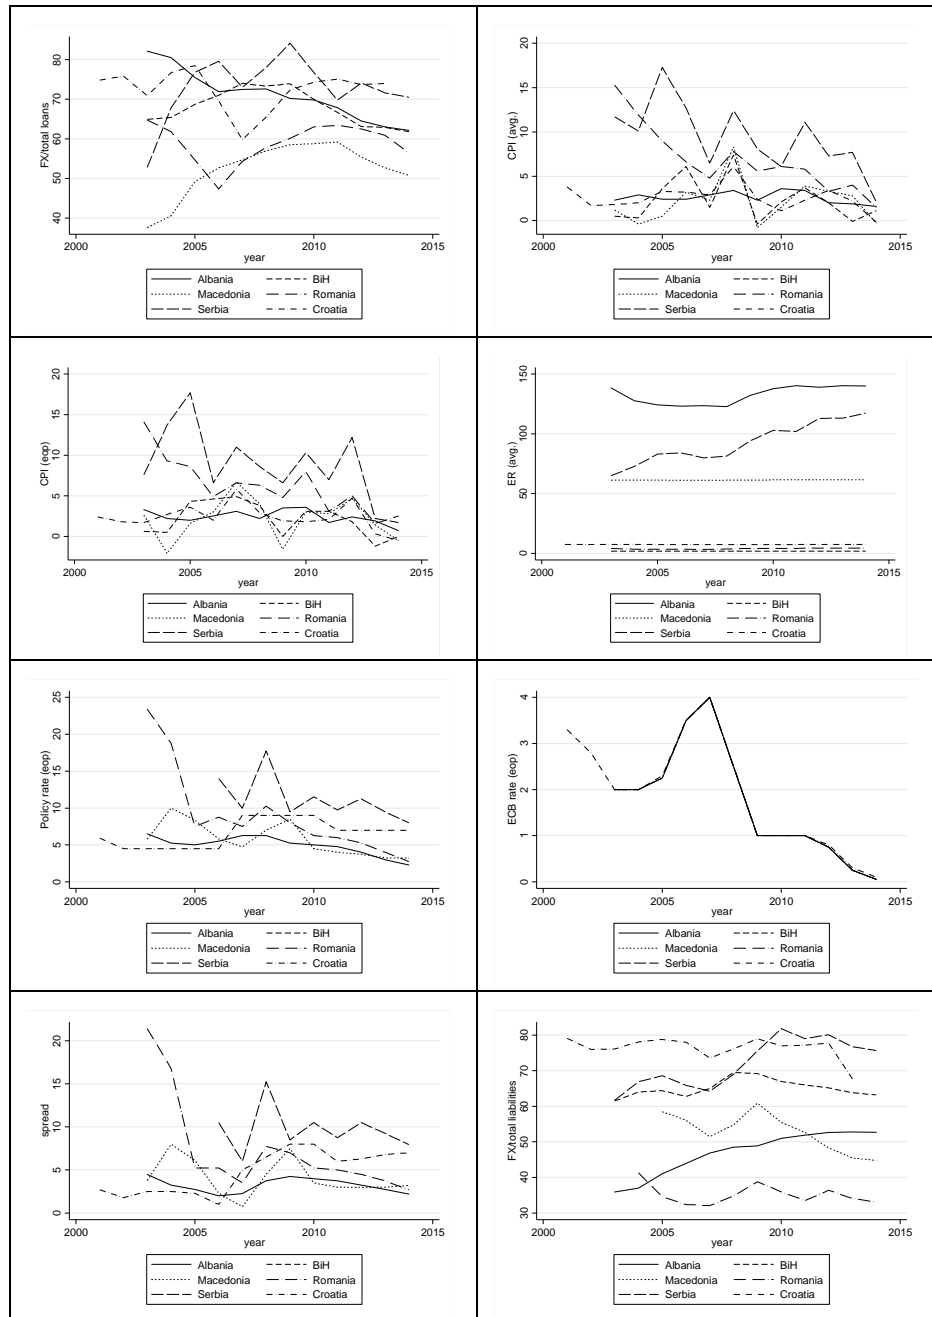 FX/total loans
80
70
60
50
40
2000 2005 2010 2015
year
Albania BiH
Macedonia Romania
Serbia Croatia
CPI (avg.)
20
15
10
5
0
2000 2005 2010 2015
year
Albania BiH
Macedonia Romania
Serbia Croatia
CPI (eop)
20
15
10
5
0
2000 2005 2010 2015
year
Albania BiH
Macedonia Romania
Serbia Croatia
ER (avg.)
150
100
50
0
2000 2005 2010 2015
year
Albania BiH
Macedonia Romania
Serbia Croatia
Policy rate (eop)
25
20
15
10
5
0
2000 2005 2010 2015
year
Albania BiH
Macedonia Romania
Serbia Croatia
ECB rate (eop)
4
3
2
1
0
2000 2005 2010 2015
year
Albania BiH
Macedonia Romania
Serbia Croatia
spread
20
15
10
5
0
2000 2005 2010 2015
year
Albania BiH
Macedonia Romania
Serbia Croatia
FX/total liabilities
80
70
60
50
40
30
2000 2005 2010 2015
year
Albania BiH
Macedonia Romania
Serbia Croatia